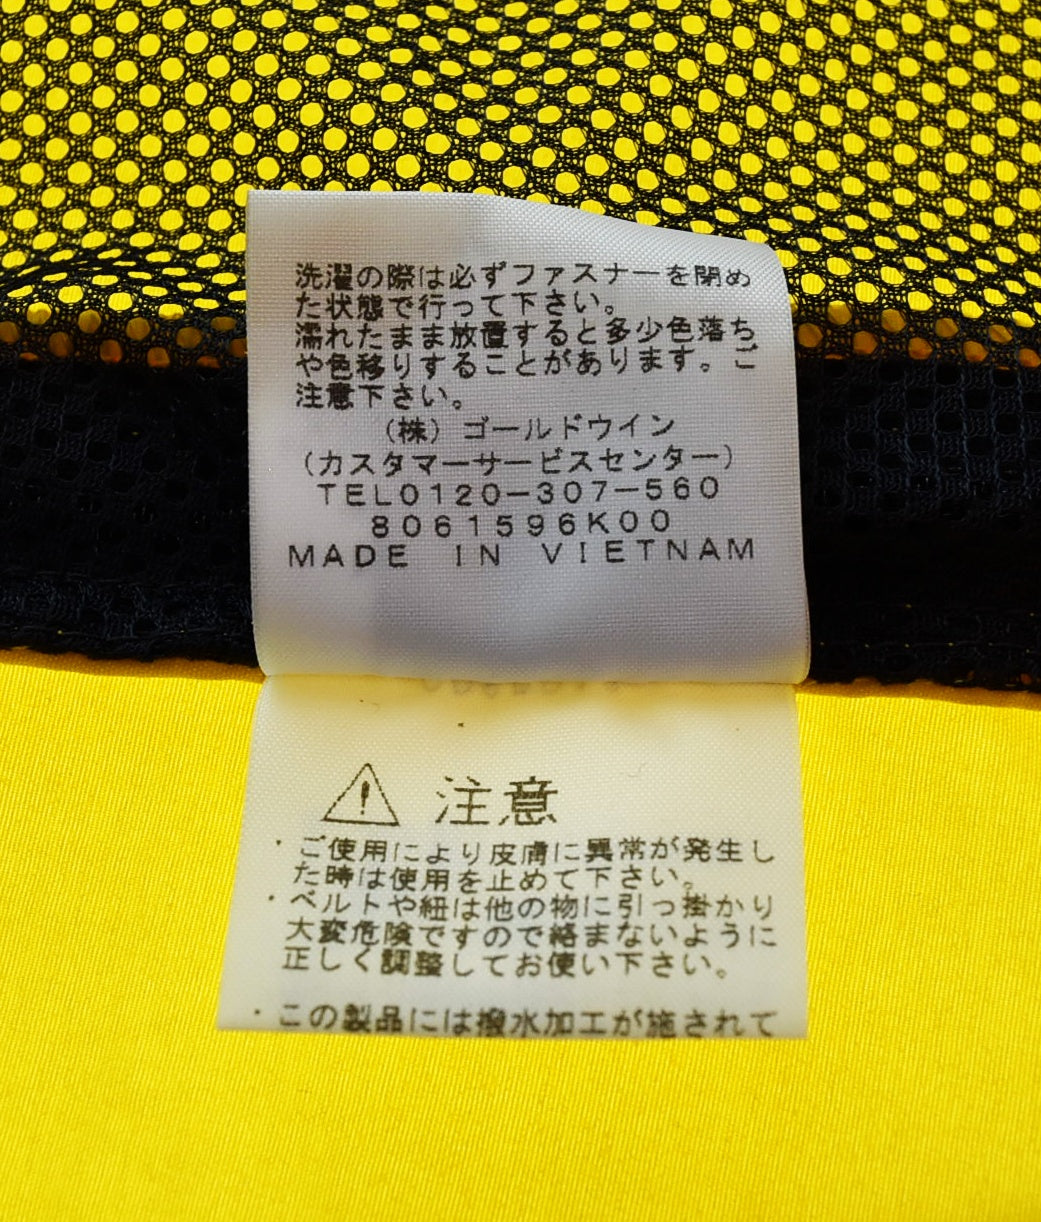 洗濯の際は必ずファスナーを閉め
た状態で行って下さい。
濡れたまま放置すると多少色落ち
や色移りすることがあります。ご
注意下さい。
(株)ゴールドウイン
(カスタマーサービスセンター)
TEL0120-307-560
8061596K00
MADE IN VIETNAM
注意
・ご使用により皮膚に異常が発生し
た時は使用を止めて下さい。
・ベルトや紐は他の物に引っ掛かり
大変危険ですので絡まないように
正しく調整してお使い下さい。
・この製品には撥水加工が施されて